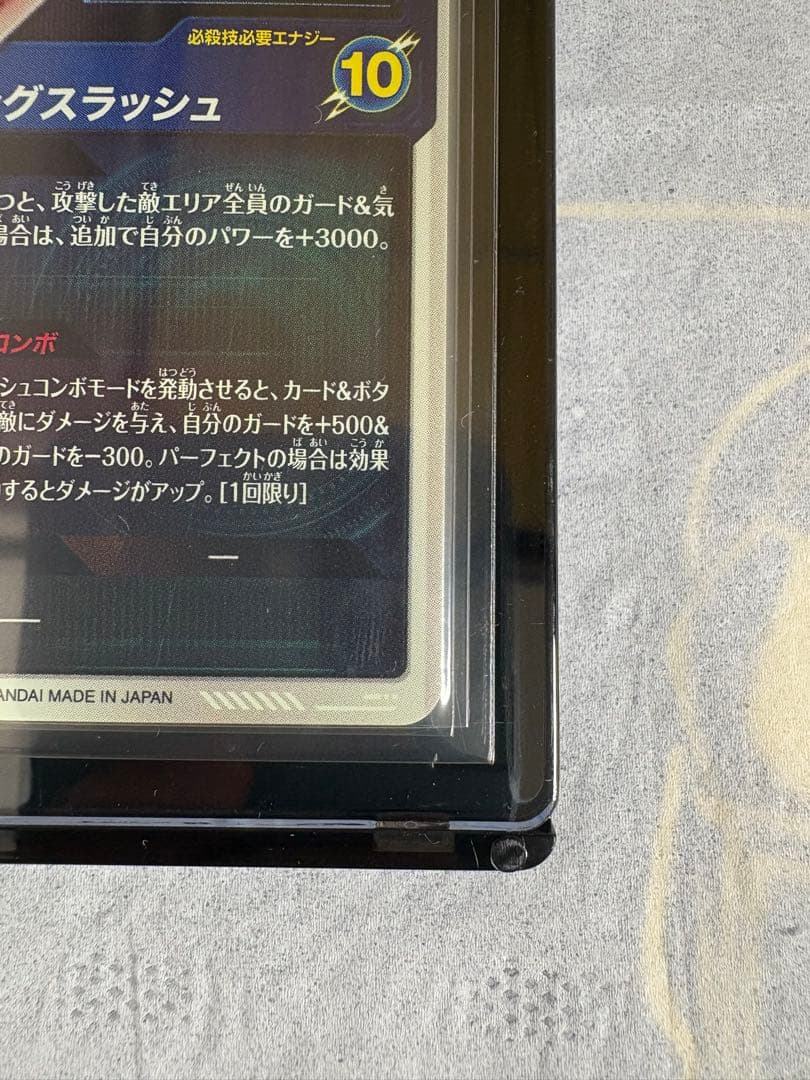 必殺技必要エナジー
10
グスラッシュ
つと、攻撃した敵エリア全員のガード&気
場合は、追加で自分のパワーを+3000。
コンボ
シュコンボモードを発動させると、カード&ボタ
敵にダメージを与え、自分のガードを+500&
のガードを−300。パーフェクトの場合は効果
するとダメージがアップ。[1回限り]
ー
ANDAI MADE IN JAPAN